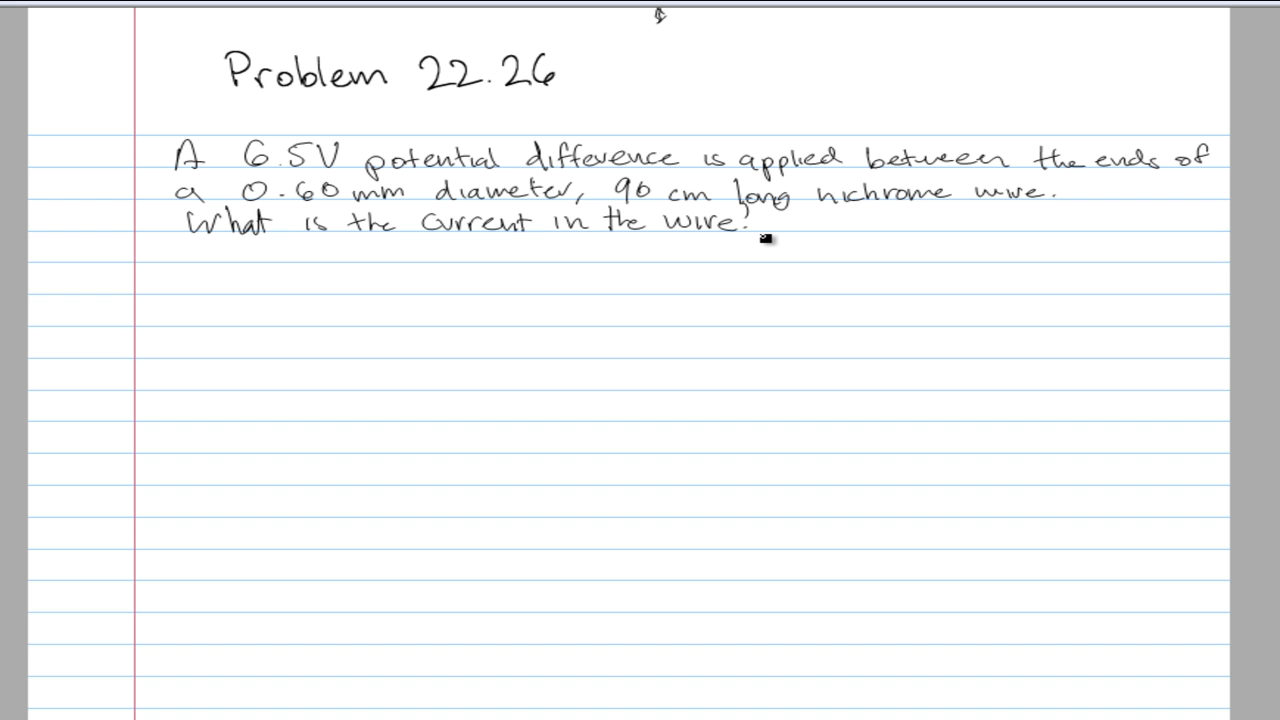 Problem 22.26
A 6.5V potential difference is applied between the ends of
a 0.60 mm diameter, 90 cm long nichrome wire.
What is the current in the wire?